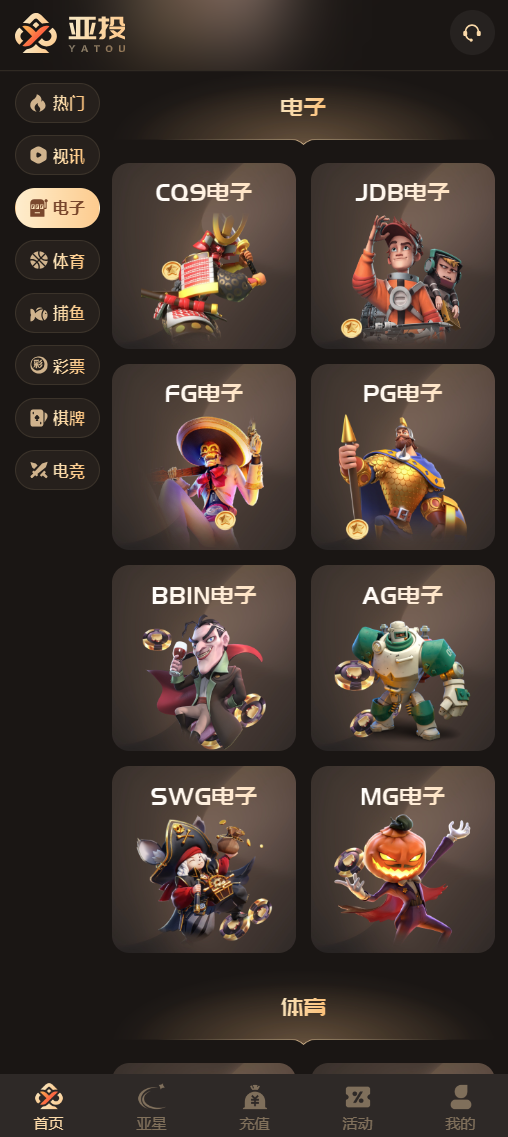 亚投
YATOU
热门
视讯
电子
体育
捕鱼
彩票
棋牌
电竞
电子
CQ9电子
JDB电子
FG电子
PG电子
BBIN电子
AG电子
SWG电子
MG电子
体育
首页
亚星
充值
活动
我的